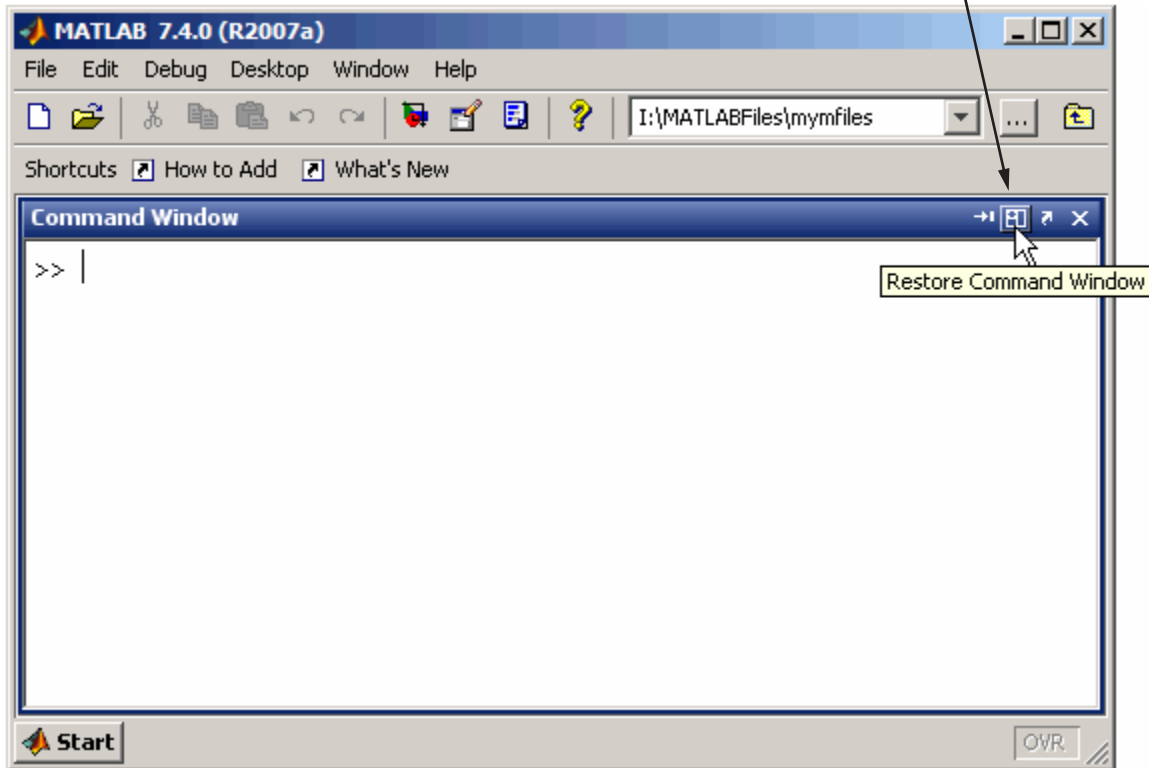 MATLAB 7.4.0 (R2007a)
File Edit Debug Desktop Window Help
I:\MATLABFiles\mymfiles ...
Shortcuts How to Add What's New
Command Window
>>
Restore Command Window
Start OVR